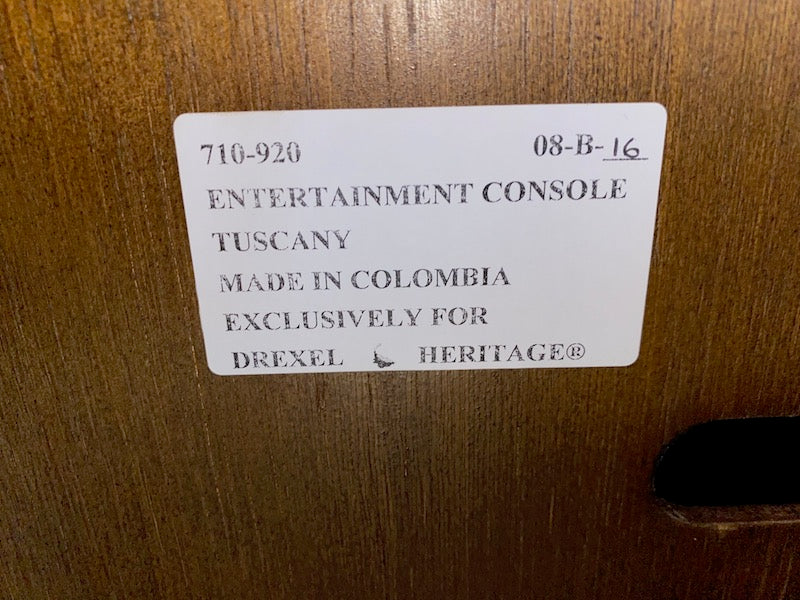 710-920 08-B-16
ENTERTAINMENT CONSOLE
TUSCANY
MADE IN COLOMBIA
EXCLUSIVELY FOR
DREXEL HERITAGE®